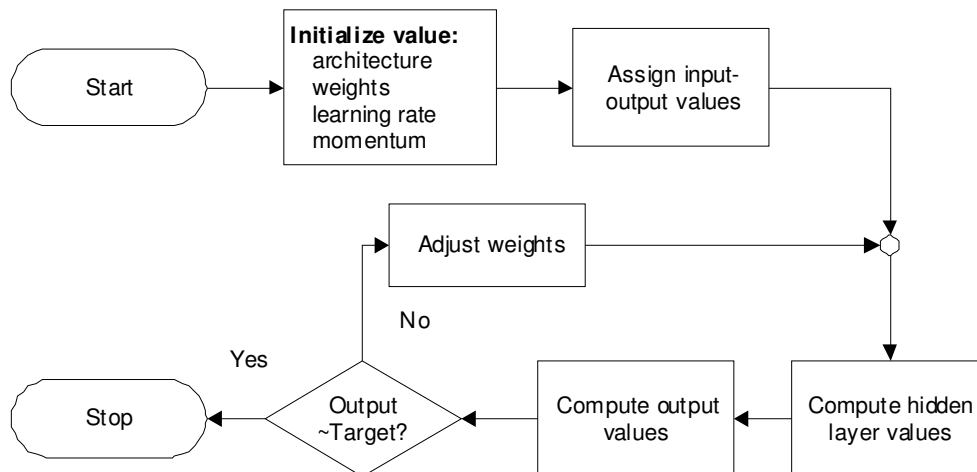 Start
Initialize value:
architecture
weights
learning rate
momentum
Assign input-
output values
Adjust weights
No
Yes
Stop
Output
~Target?
Compute output
values
Compute hidden
layer values